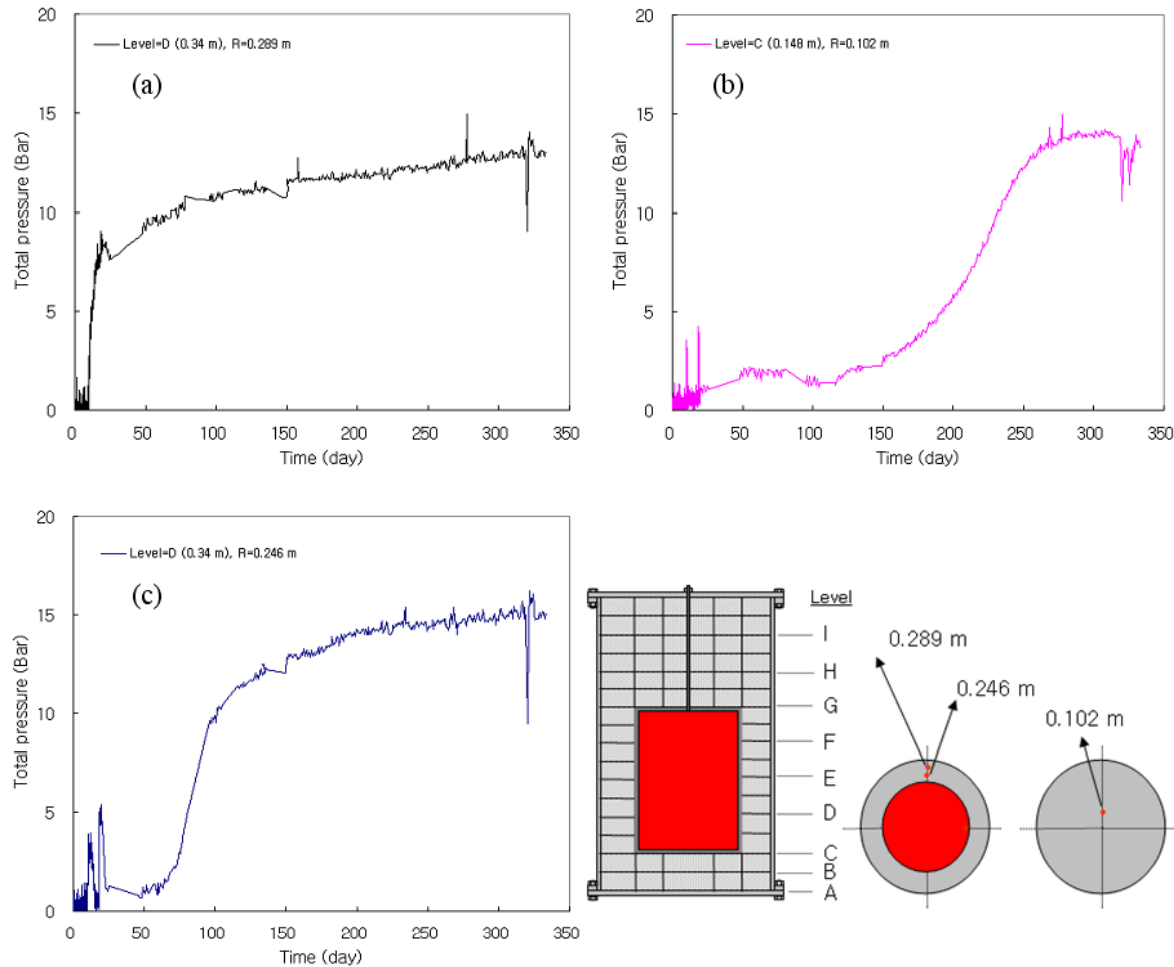 Level=D (0.34 m), R=0.289 m
(a)
Total pressure (Bar)
20
15
10
5
0
0 50 100 150 200 250 300 350
Time (day)
Level=C (0.148 m), R=0.102 m
(b)
Total pressure (Bar)
20
15
10
5
0
0 50 100 150 200 250 300 350
Time (day)
Level=D (0.34 m), R=0.246 m
(c)
Total pressure (Bar)
20
15
10
5
0
0 50 100 150 200 250 300 350
Time (day)
Level
I
H
G
F
E
D
C
B
A
0.289 m
0.246 m
0.102 m